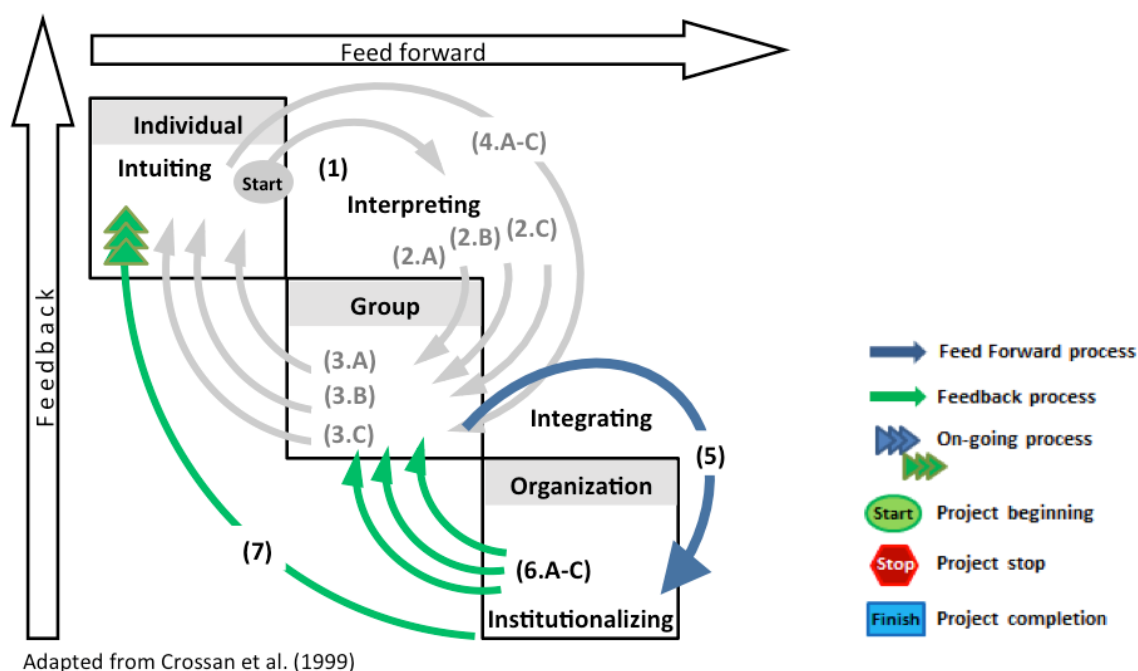 Feed forward
Feedback
Individual
Intuiting
Start
(1)
(4.A-C)
Interpreting
(2.A)
(2.B)
(2.C)
Group
(3.A)
(3.B)
(3.C)
Integrating
(5)
Organization
(6.A-C)
(7)
Institutionalizing
Adapted from Crossan et al. (1999)
Feed Forward process
Feedback process
On-going process
Start
Project beginning
Stop
Project stop
Finish
Project completion